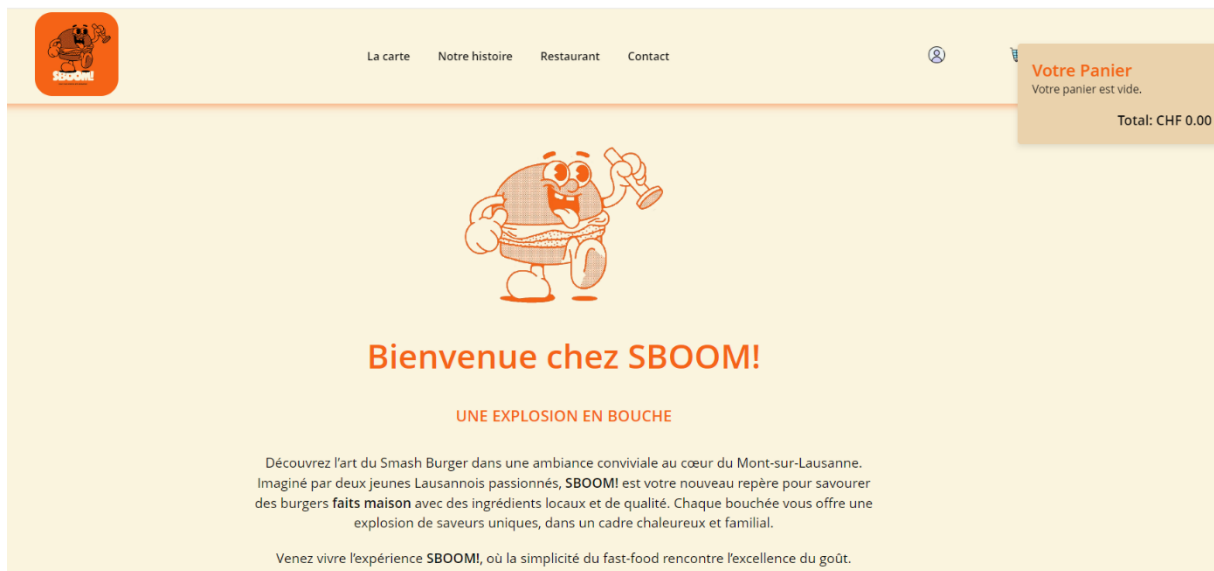 SBOOM!
La carte Notre histoire Restaurant Contact
Votre Panier
Votre panier est vide.
Total: CHF 0.00
Bienvenue chez SBOOM!
UNE EXPLOSION EN BOUCHE
Découvrez l’art du Smash Burger dans une ambiance conviviale au cœur du Mont-sur-Lausanne.
Imaginé par deux jeunes Lausannois passionnés, SBOOM! est votre nouveau repère pour savourer
des burgers faits maison avec des ingrédients locaux et de qualité. Chaque bouchée vous offre une
explosion de saveurs uniques, dans un cadre chaleureux et familial.
Venez vivre l’expérience SBOOM!, où la simplicité du fast-food rencontre l’excellence du goût.